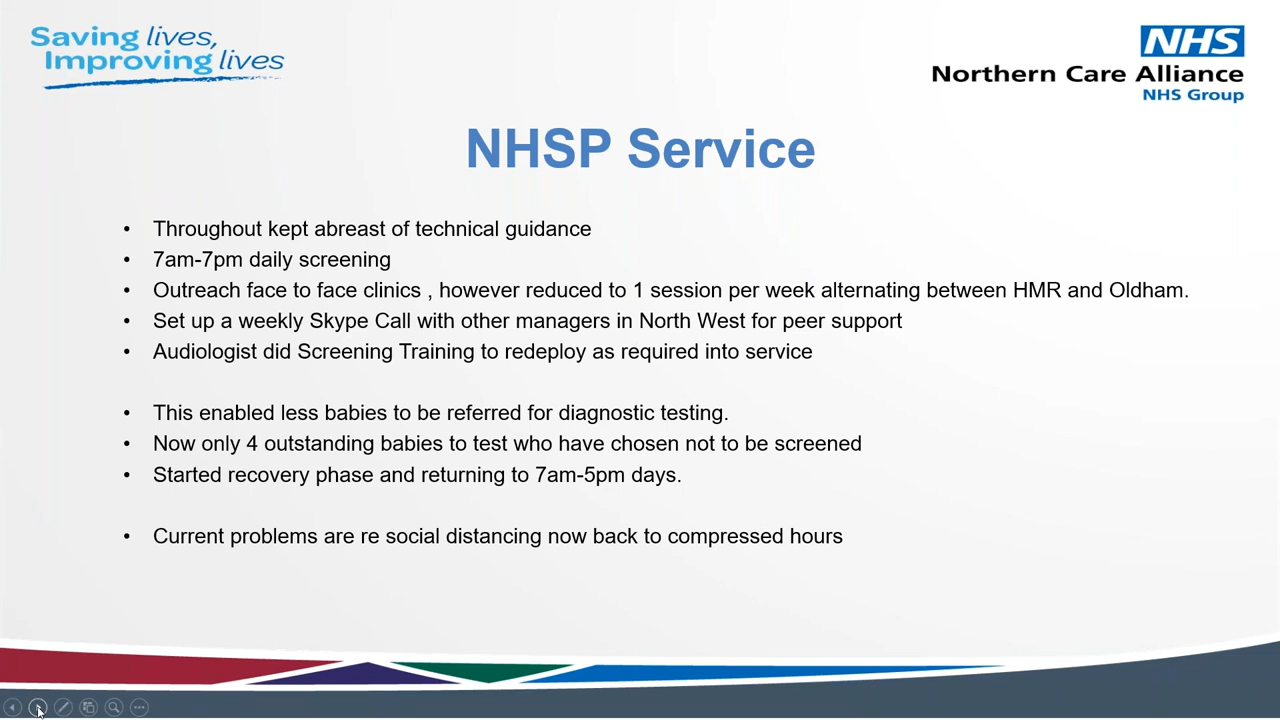 Saving lives,
Improving lives
NHS
Northern Care Alliance
NHS Group
NHSP Service
• Throughout kept abreast of technical guidance
• 7am-7pm daily screening
• Outreach face to face clinics , however reduced to 1 session per week alternating between HMR and Oldham.
• Set up a weekly Skype Call with other managers in North West for peer support
• Audiologist did Screening Training to redeploy as required into service
• This enabled less babies to be referred for diagnostic testing.
• Now only 4 outstanding babies to test who have chosen not to be screened
• Started recovery phase and returning to 7am-5pm days.
• Current problems are re social distancing now back to compressed hours